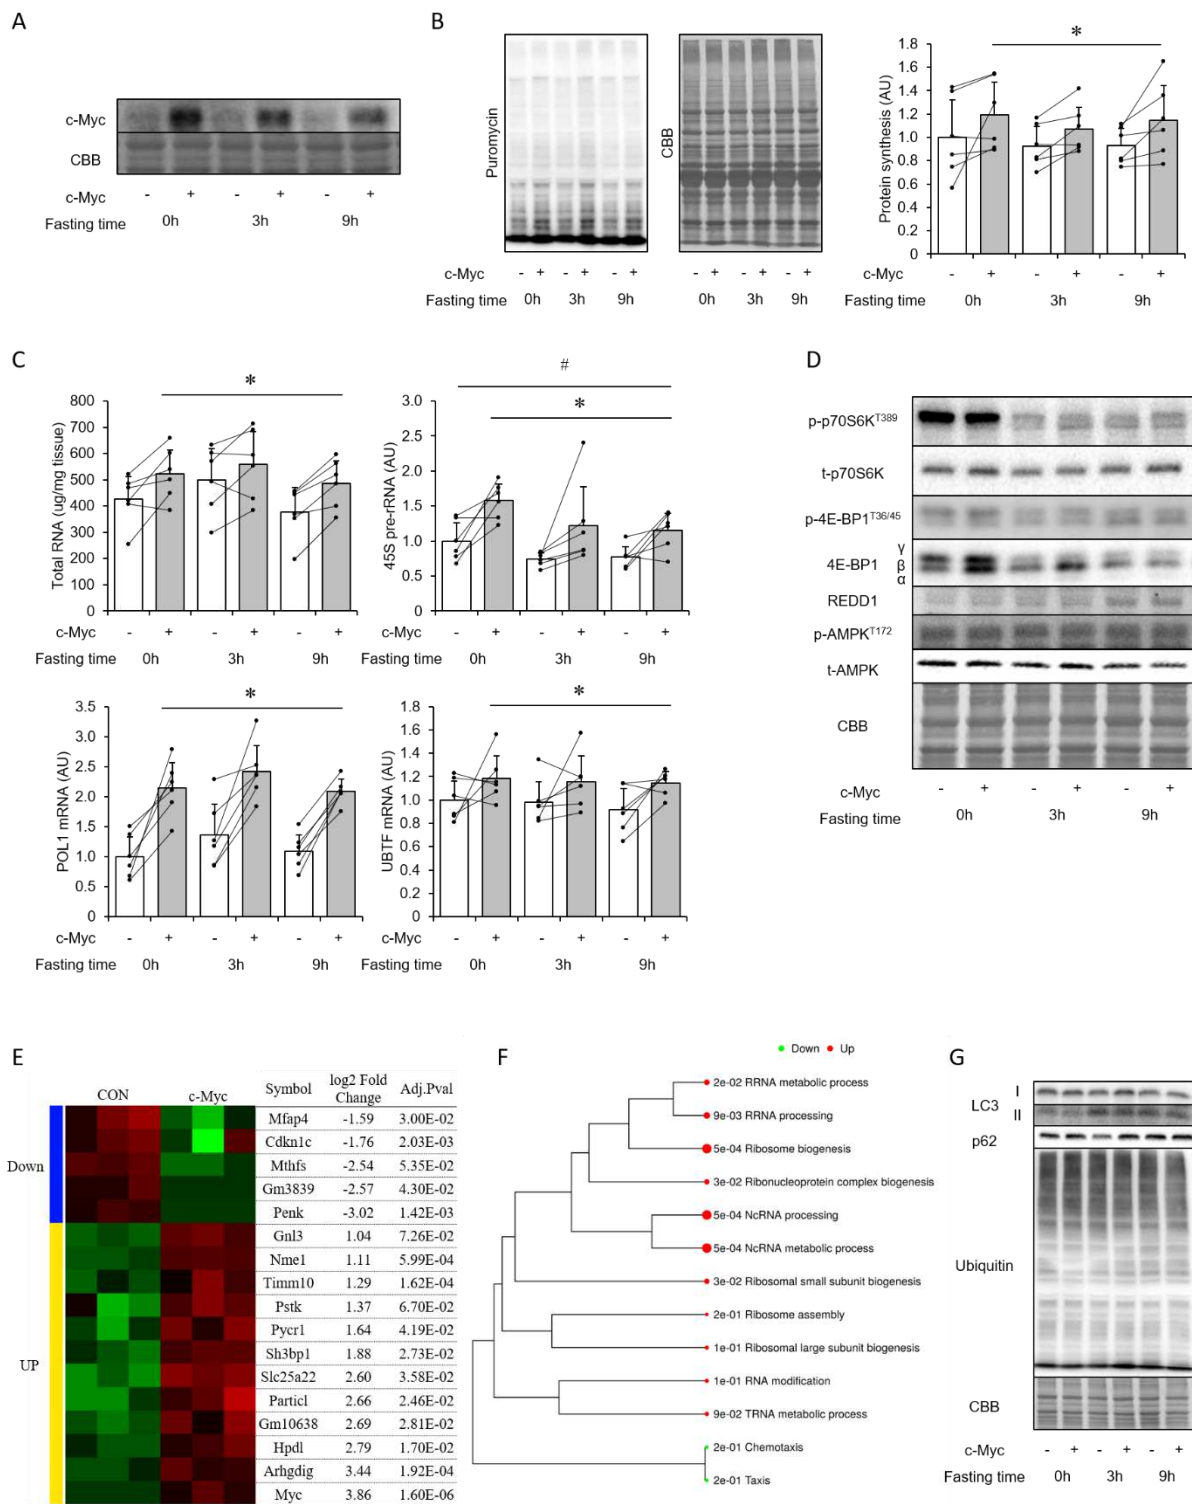 A
c-Myc
CBB
c-Myc - + - + - +
Fasting time 0h 3h 9h
B
Puromycin
CBB
c-Myc - + - + - + - + - + - +
Fasting time 0h 3h 9h 0h 3h 9h
Protein synthesis (AU)
1.8
1.6
1.4
1.2
1.0
0.8
0.6
0.4
0.2
0
*
c-Myc - + - + - +
Fasting time 0h 3h 9h
C
Total RNA (ug/mg tissue)
800
700
600
500
400
300
200
100
0
*
c-Myc - + - + - +
Fasting time 0h 3h 9h
45S pre-rRNA (AU)
3.0
2.5
2.0
1.5
1.0
0.5
0
#
*
c-Myc - + - + - +
Fasting time 0h 3h 9h
POL1 mRNA (AU)
3.5
3.0
2.5
2.0
1.5
1.0
0.5
0
*
c-Myc - + - + - +
Fasting time 0h 3h 9h
UBTF mRNA (AU)
1.8
1.6
1.4
1.2
1.0
0.8
0.6
0.4
0.2
0
*
c-Myc - + - + - +
Fasting time 0h 3h 9h
D
p-p70S6K^T389
t-p70S6K
p-4E-BP1^T36/45
4E-BP1 γ β α
REDD1
p-AMPK^T172
t-AMPK
CBB
c-Myc - + - + - +
Fasting time 0h 3h 9h
E
CON c-Myc
Down
UP
Symbol log2 Fold Change Adj.Pval
Mfap4 -1.59 3.00E-02
Cdkn1c -1.76 2.03E-03
Mthfs -2.54 5.35E-02
Gm3839 -2.57 4.30E-02
Penk -3.02 1.42E-03
Gnl3 1.04 7.26E-02
Nme1 1.11 5.99E-04
Timm10 1.29 1.62E-04
Pstk 1.37 6.70E-02
Pycr1 1.64 4.19E-02
Sh3bp1 1.88 2.73E-02
Slc25a22 2.60 3.58E-02
Particl 2.66 2.46E-02
Gm10638 2.69 2.81E-02
Hpdl 2.79 1.70E-02
Arhgdig 3.44 1.92E-04
Myc 3.86 1.60E-06
F
Down Up
2e-02 RRNA metabolic process
9e-03 RRNA processing
5e-04 Ribosome biogenesis
3e-02 Ribonucleoprotein complex biogenesis
5e-04 NcRNA processing
5e-04 NcRNA metabolic process
3e-02 Ribosomal small subunit biogenesis
2e-01 Ribosome assembly
1e-01 Ribosomal large subunit biogenesis
1e-01 RNA modification
9e-02 TRNA metabolic process
2e-01 Chemotaxis
2e-01 Taxis
G
LC3 I II
p62
Ubiquitin
CBB
c-Myc - + - + - +
Fasting time 0h 3h 9h